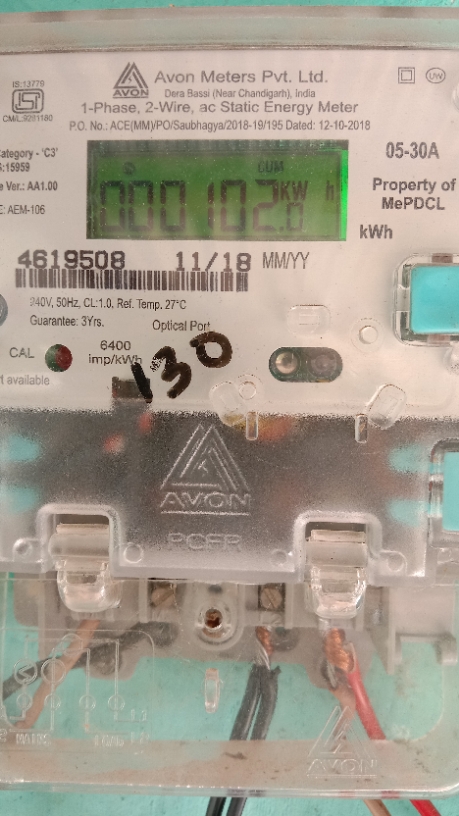 IS:13779
CM/L:9261180
AVON
Avon Meters Pvt. Ltd.
Dera Bassi (Near Chandigarh), India
1-Phase, 2-Wire, ac Static Energy Meter
P.O. No.: ACE(MM)/PO/Saubhagya/2018-19/195 Dated: 12-10-2018
UW
Category - 'C3'
:15959
Ver.: AA1.00
: AEM-106
05-30A
Property of
MePDCL
CUM
000102.0 KW h
kWh
4619508 11/18 MM/YY
240V, 50Hz, CL:1.0, Ref. Temp. 27°C
Guarantee: 3Yrs.
Optical Port
CAL
6400
imp/kWh
130
available
AVON
AVON